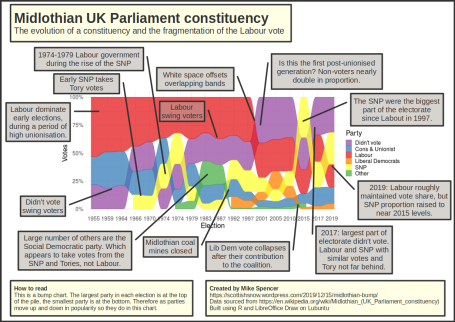 Midlothian UK Parliament constituency
The evolution of a constituency and the fragmentation of the Labour vote
1974-1979 Labour government
during the rise of the SNP
Early SNP takes
Tory votes
White space offsets
overlapping bands
Is this the first post-unionised
generation? Non-voters nearly
double in proportion.
Labour dominate
early elections,
during a period of
high unionisation.
Labour
swing voters
The SNP were the biggest
part of the electorate
since Labout in 1997.
100%
75%
50%
25%
0%
Votes
Party
Didn't vote
Cons & Unionist
Labour
Liberal Democrats
SNP
Other
Didn't vote
swing voters
2019: Labour roughly
maintained vote share, but
SNP proportion raised to
near 2015 levels.
1955 1959 1964 1966 1970 1974 1974 1979 1983 1987 1992 1997 2001 2005 2010 2015 2017 2019
Election
Large number of others are the
Social Democratic party. Which
appears to take votes from the
SNP and Tories, not Labour.
Midlothian coal
mines closed
Lib Dem vote collapses
after their contribution
to the coalition.
2017: largest part of
electorate didn't vote.
Labour and SNP with
similar votes and
Tory not far behind.
How to read
This is a bump chart. The largest party in each election is at the top
of the pile, the smallest party is at the bottom. Therefore as parties
move up and down in popularity so they do in this chart.
Created by Mike Spencer
https://scottishsnow.wordpress.com/2019/12/15/midlothian-bump/
Data sourced from https://en.wikipedia.org/wiki/Midlothian_(UK_Parliament_constituency)
Built using R and LibreOffice Draw on Lubuntu